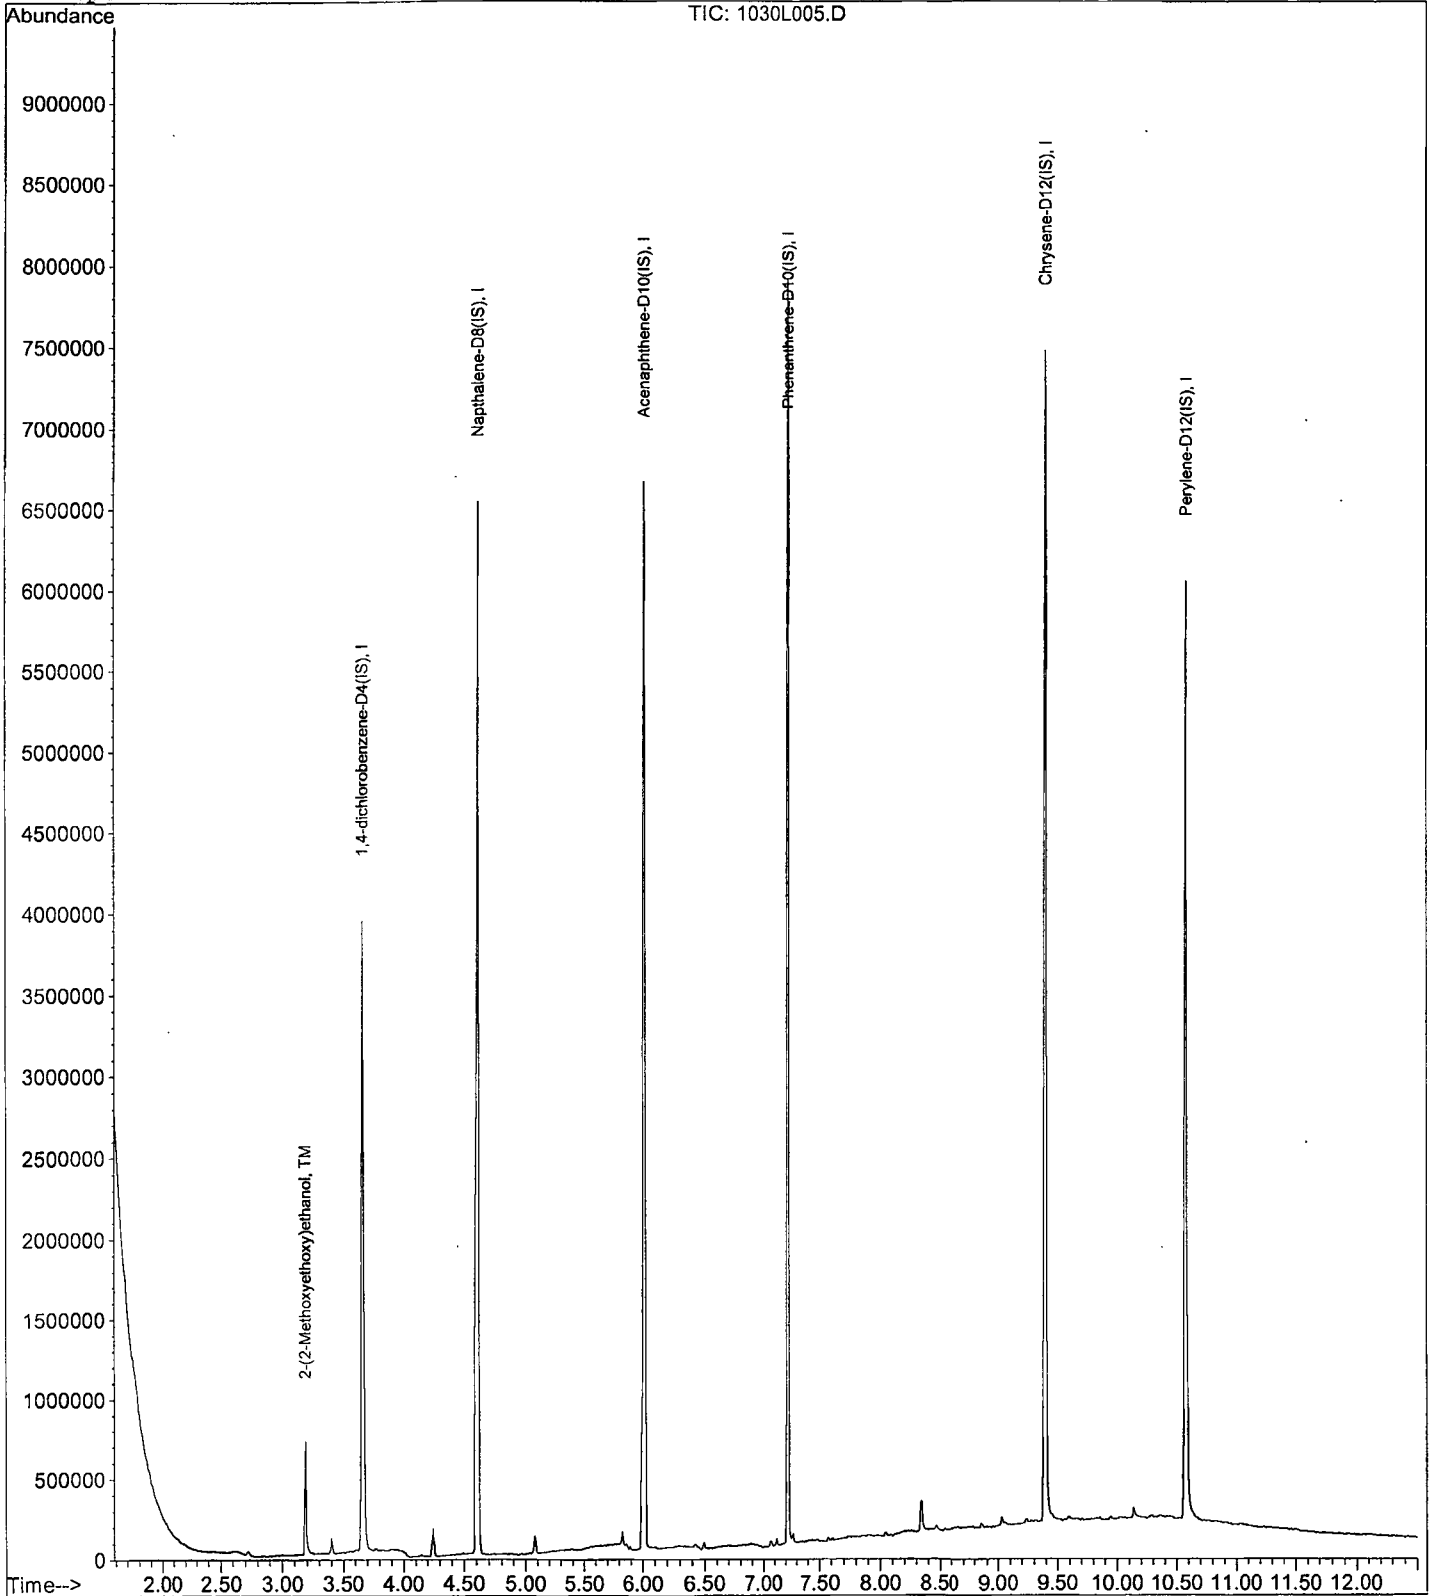 Abundance
TIC: 1030L005.D
9000000
8500000
8000000
7500000
7000000
6500000
6000000
5500000
5000000
4500000
4000000
3500000
3000000
2500000
2000000
1500000
1000000
500000
0
2-(2-Methoxyethoxy)ethanol, TM
1,4-dichlorobenzene-D4(IS), I
Napthalene-D8(IS), I
Acenaphthene-D10(IS), I
Phenanthrene-D10(IS), I
Chrysene-D12(IS), I
Perylene-D12(IS), I
Time--> 2.00 2.50 3.00 3.50 4.00 4.50 5.00 5.50 6.00 6.50 7.00 7.50 8.00 8.50 9.00 9.50 10.00 10.50 11.00 11.50 12.00